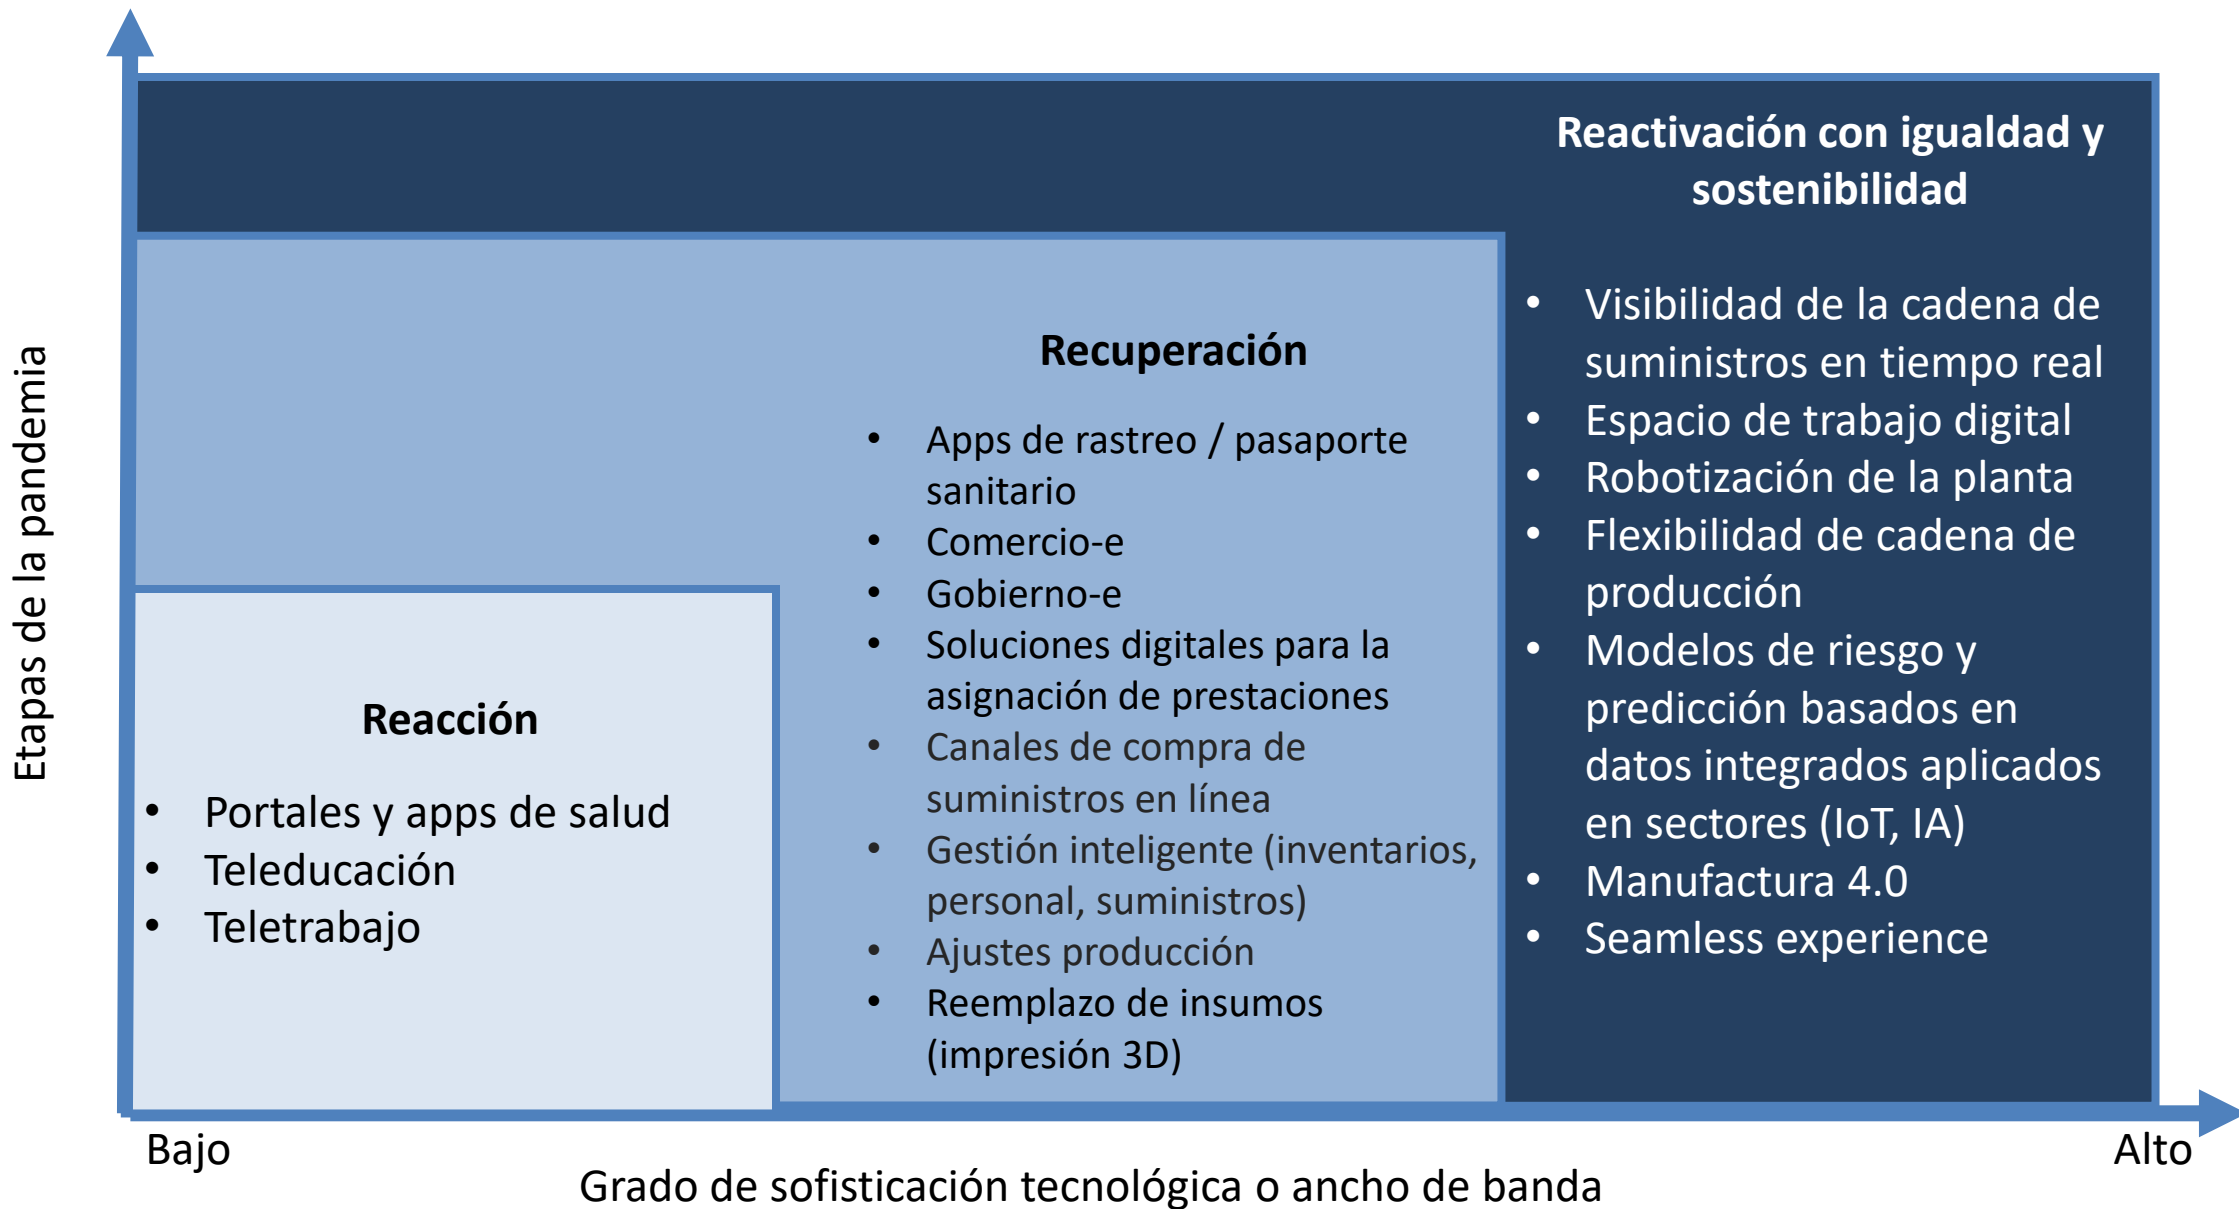 Etapas de la pandemia
Reacción
• Portales y apps de salud
• Teleducación
• Teletrabajo
Recuperación
• Apps de rastreo / pasaporte
sanitario
• Comercio-e
• Gobierno-e
• Soluciones digitales para la
asignación de prestaciones
• Canales de compra de
suministros en línea
• Gestión inteligente (inventarios,
personal, suministros)
• Ajustes producción
• Reemplazo de insumos
(impresión 3D)
Reactivación con igualdad y
sostenibilidad
• Visibilidad de la cadena de
suministros en tiempo real
• Espacio de trabajo digital
• Robotización de la planta
• Flexibilidad de cadena de
producción
• Modelos de riesgo y
predicción basados en
datos integrados aplicados
en sectores (IoT, IA)
• Manufactura 4.0
• Seamless experience
Bajo
Alto
Grado de sofisticación tecnológica o ancho de banda